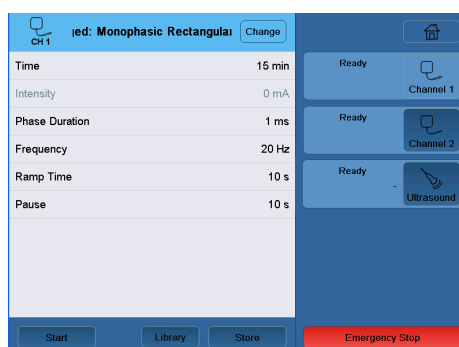 CH 1
ged: Monophasic Rectangular
Change
Time 15 min
Intensity 0 mA
Phase Duration 1 ms
Frequency 20 Hz
Ramp Time 10 s
Pause 10 s
Start
Library
Store
Ready
Channel 1
Ready
Channel 2
Ready
-
Ultrasound
Emergency Stop